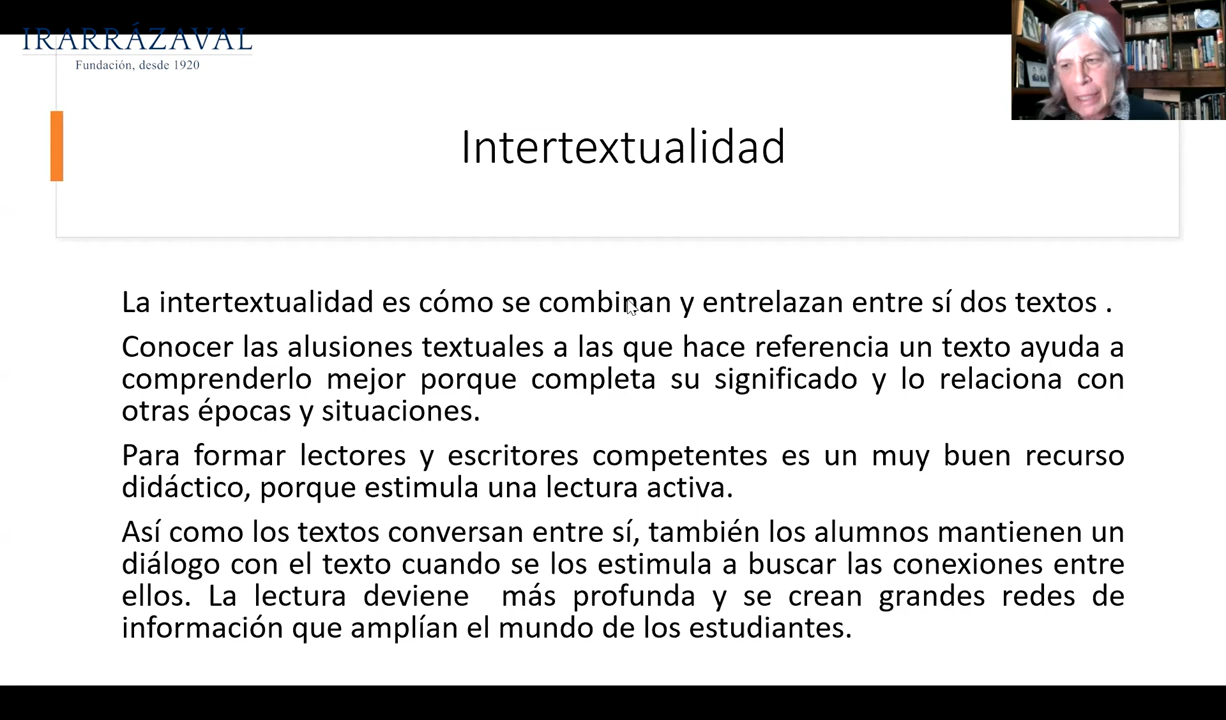 IRARRÁZAVAL
Fundación, desde 1920
Intertextualidad
La intertextualidad es cómo se combinan y entrelazan entre sí dos textos .
Conocer las alusiones textuales a las que hace referencia un texto ayuda a
comprenderlo mejor porque completa su significado y lo relaciona con
otras épocas y situaciones.
Para formar lectores y escritores competentes es un muy buen recurso
didáctico, porque estimula una lectura activa.
Así como los textos conversan entre sí, también los alumnos mantienen un
diálogo con el texto cuando se los estimula a buscar las conexiones entre
ellos. La lectura deviene  más profunda y se crean grandes redes de
información que amplían el mundo de los estudiantes.